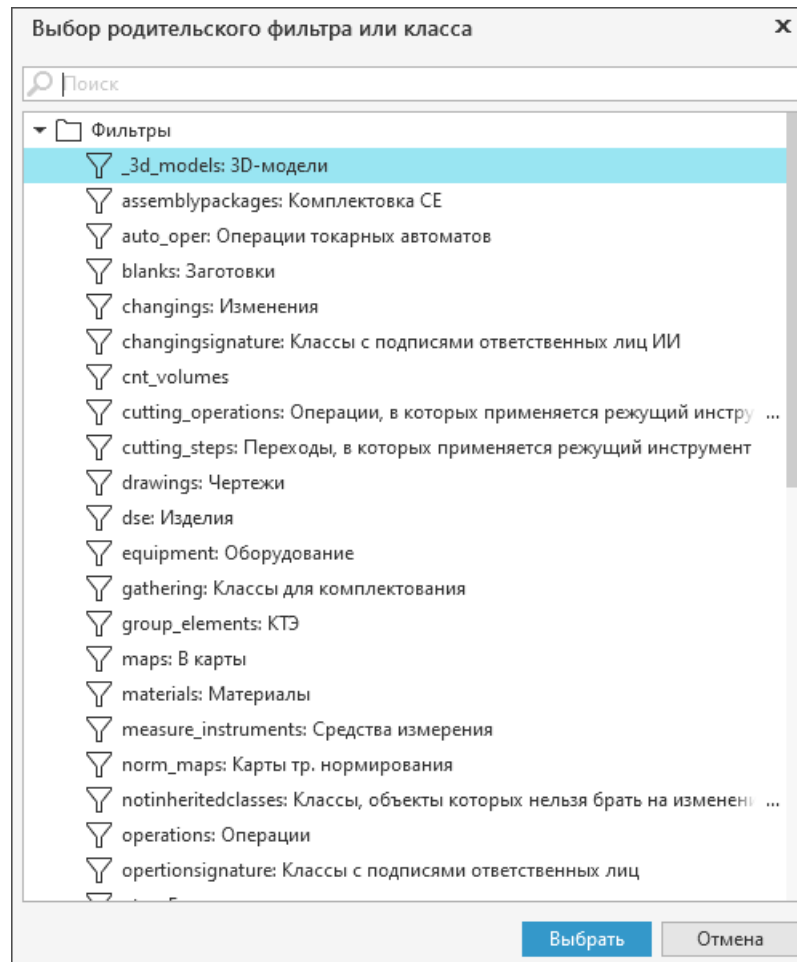 Выбор родительского фильтра или класса
Поиск
Фильтры
_3d_models: 3D-модели
assemblypackages: Комплектовка СЕ
auto_oper: Операции токарных автоматов
blanks: Заготовки
changings: Изменения
changingsignature: Классы с подписями ответственных лиц ИИ
cnt_volumes
cutting_operations: Операции, в которых применяется режущий инстру ...
cutting_steps: Переходы, в которых применяется режущий инструмент
drawings: Чертежи
dse: Изделия
equipment: Оборудование
gathering: Классы для комплектования
group_elements: КТЭ
maps: В карты
materials: Материалы
measure_instruments: Средства измерения
norm_maps: Карты тр. нормирования
notinheritedclasses: Классы, объекты которых нельзя брать на изменени ...
operations: Операции
opertionsignature: Классы с подписями ответственных лиц
Выбрать
Отмена